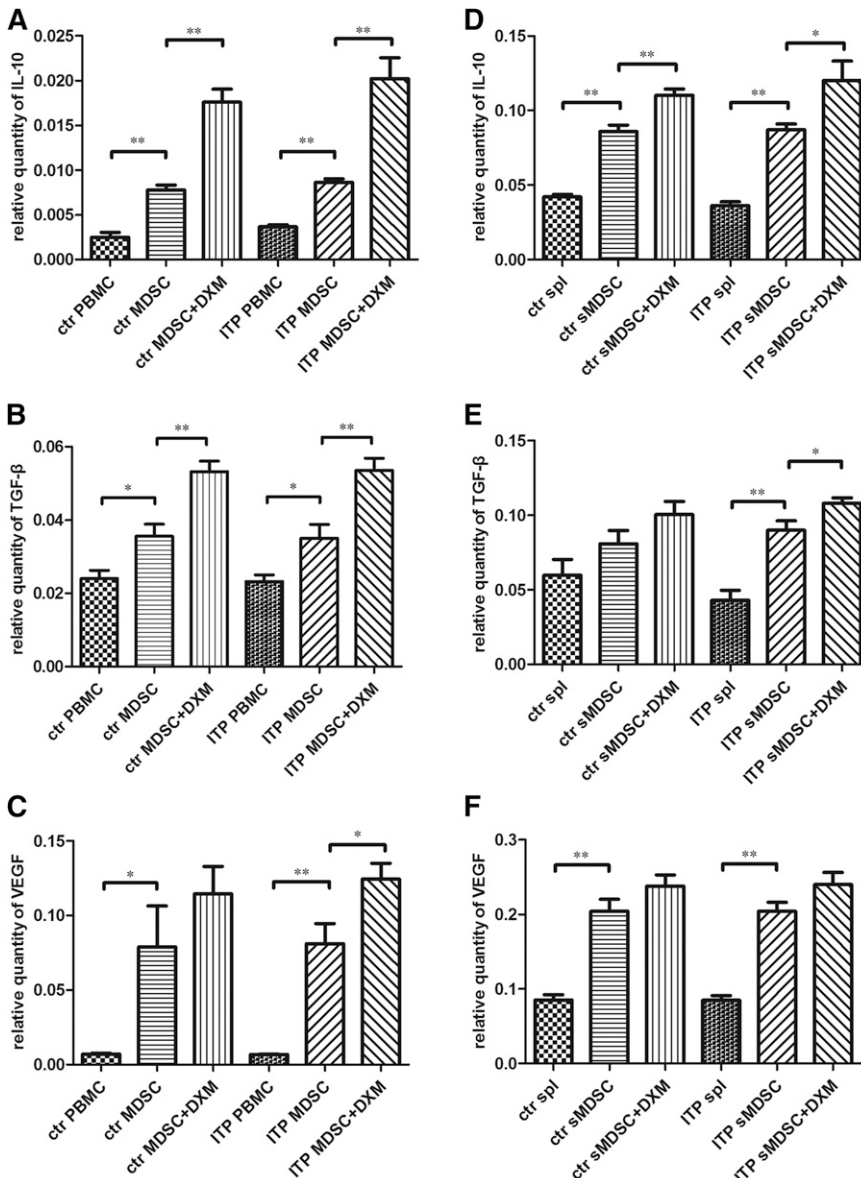 A
relative quantity of IL-10
0.025
0.020
0.015
0.010
0.005
0.000
** ** ** **
ctr PBMC
ctr MDSC
ctr MDSC+DXM
ITP PBMC
ITP MDSC
ITP MDSC+DXM
D
relative quantity of IL-10
0.15
0.10
0.05
0.00
** ** ** *
ctr spl
ctr sMDSC
ctr sMDSC+DXM
ITP spl
ITP sMDSC
ITP sMDSC+DXM
B
relative quantity of TGF-β
0.06
0.04
0.02
0.00
* ** * **
ctr PBMC
ctr MDSC
ctr MDSC+DXM
ITP PBMC
ITP MDSC
ITP MDSC+DXM
E
relative quantity of TGF-β
0.15
0.10
0.05
0.00
** *
ctr spl
ctr sMDSC
ctr sMDSC+DXM
ITP spl
ITP sMDSC
ITP sMDSC+DXM
C
relative quantity of VEGF
0.15
0.10
0.05
0.00
* ** *
ctr PBMC
ctr MDSC
ctr MDSC+DXM
ITP PBMC
ITP MDSC
ITP MDSC+DXM
F
relative quantity of VEGF
0.3
0.2
0.1
0.0
** **
ctr spl
ctr sMDSC
ctr sMDSC+DXM
ITP spl
ITP sMDSC
ITP sMDSC+DXM